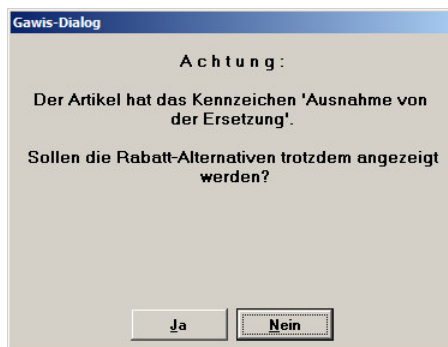 Gawis-Dialog
A c h t u n g :
Der Artikel hat das Kennzeichen 'Ausnahme von
der Ersetzung'.
Sollen die Rabatt-Alternativen trotzdem angezeigt
werden?
Ja
Nein